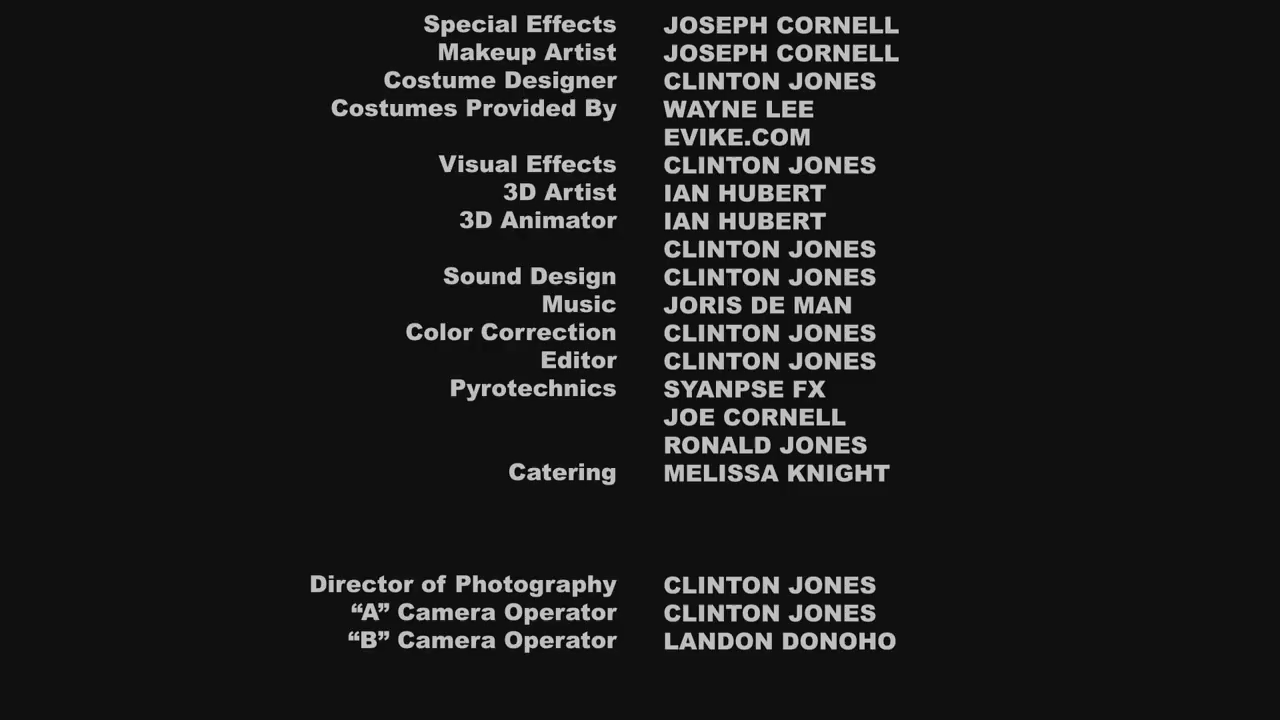 Special Effects JOSEPH CORNELL
Makeup Artist JOSEPH CORNELL
Costume Designer CLINTON JONES
Costumes Provided By WAYNE LEE
EVIKE.COM
Visual Effects CLINTON JONES
3D Artist IAN HUBERT
3D Animator IAN HUBERT
CLINTON JONES
Sound Design CLINTON JONES
Music JORIS DE MAN
Color Correction CLINTON JONES
Editor CLINTON JONES
Pyrotechnics SYANPSE FX
JOE CORNELL
RONALD JONES
Catering MELISSA KNIGHT
Director of Photography CLINTON JONES
“A” Camera Operator CLINTON JONES
“B” Camera Operator LANDON DONOHO